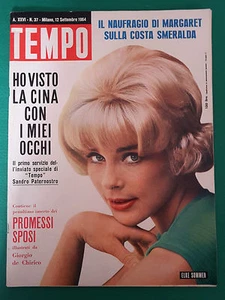 A. XXVI - N. 37 - Milano, 12 Settembre 1964
TEMPO
IL NAUFRAGIO DI MARGARET
SULLA COSTA SMERALDA
HO VISTO
LA CINA
CON I
MIEI
OCCHI
Il primo servizio del-
l'inviato speciale di
"Tempo"
Sandro Paternostro
PROMESSI
SPOSI
illustrati da
Giorgio
de Chirico
ELKE SOMMER